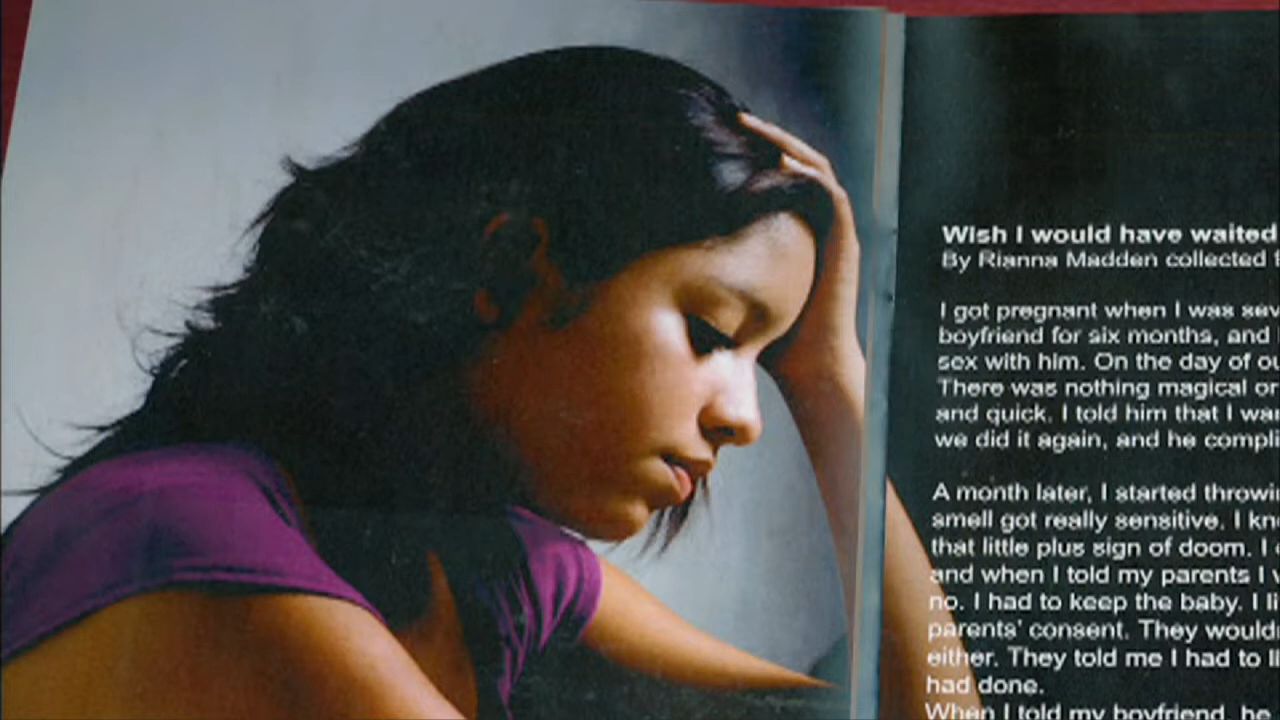 Wish I would have waited
By Rianna Madden collected
I got pregnant when I was
boyfriend for six months, and
sex with him. On the day of
There was nothing magical or
and quick. I told him that I
we did it again, and he
A month later, I started
smell got really sensitive. I
that little plus sign of doom. I
and when I told my parents I
no. I had to keep the baby. I
parents' consent. They
either. They told me I had to
had done.
When I told my boyfriend, he